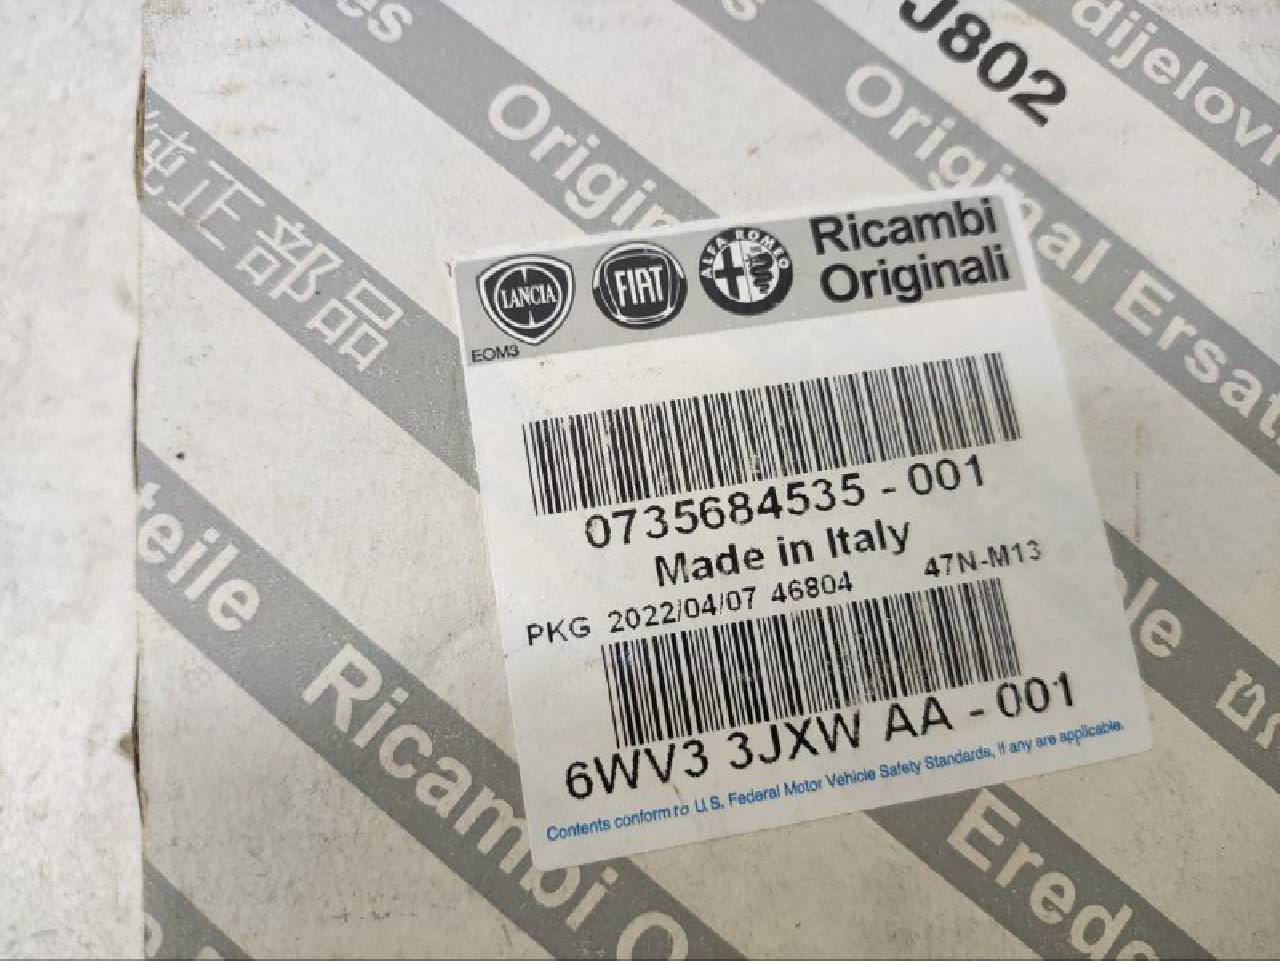 es
J802
dijelovi
Original Ersat
Origin
純正部品
LANCIA
FIAT
ALFA ROMEO
Ricambi
Originali
EOM3
0735684535 - 001
Made in Italy
PKG 2022/04/07 46804 47N-M13
6WV3 3JXW AA - 001
Contents conform to U.S. Federal Motor Vehicle Safety Standards, if any are applicable.
teile
Ricambi O
Erede